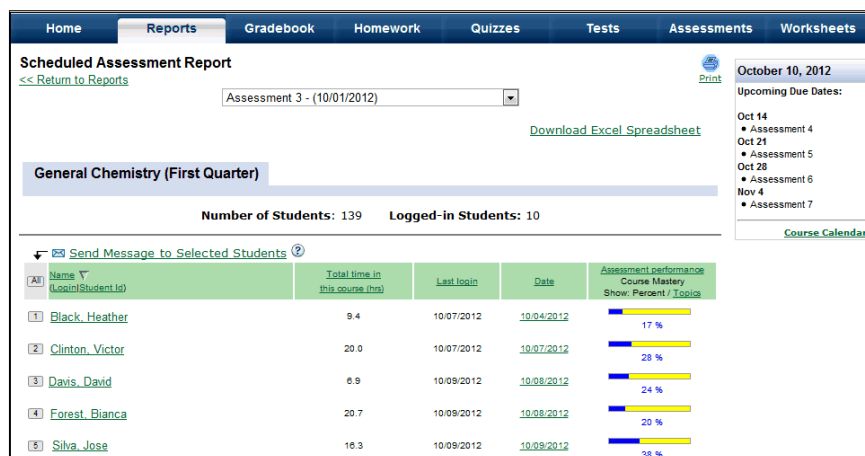 Home Reports Gradebook Homework Quizzes Tests Assessments Worksheets
Scheduled Assessment Report
<< Return to Reports
Print
Assessment 3 - (10/01/2012)
Download Excel Spreadsheet
October 10, 2012
Upcoming Due Dates:
Oct 14
• Assessment 4
Oct 21
• Assessment 5
Oct 28
• Assessment 6
Nov 4
• Assessment 7
Course Calendar
General Chemistry (First Quarter)
Number of Students: 139 Logged-in Students: 10
Send Message to Selected Students ?
All
Name
(Login|Student Id)
Total time in
this course (hrs)
Last login
Date
Assessment performance
Course Mastery
Show: Percent / Topics
1 Black, Heather 9.4 10/07/2012 10/04/2012 17 %
2 Clinton, Victor 20.0 10/07/2012 10/07/2012 28 %
3 Davis, David 6.9 10/09/2012 10/08/2012 24 %
4 Forest, Bianca 20.7 10/09/2012 10/08/2012 20 %
5 Silva, Jose 16.3 10/09/2012 10/09/2012 38 %